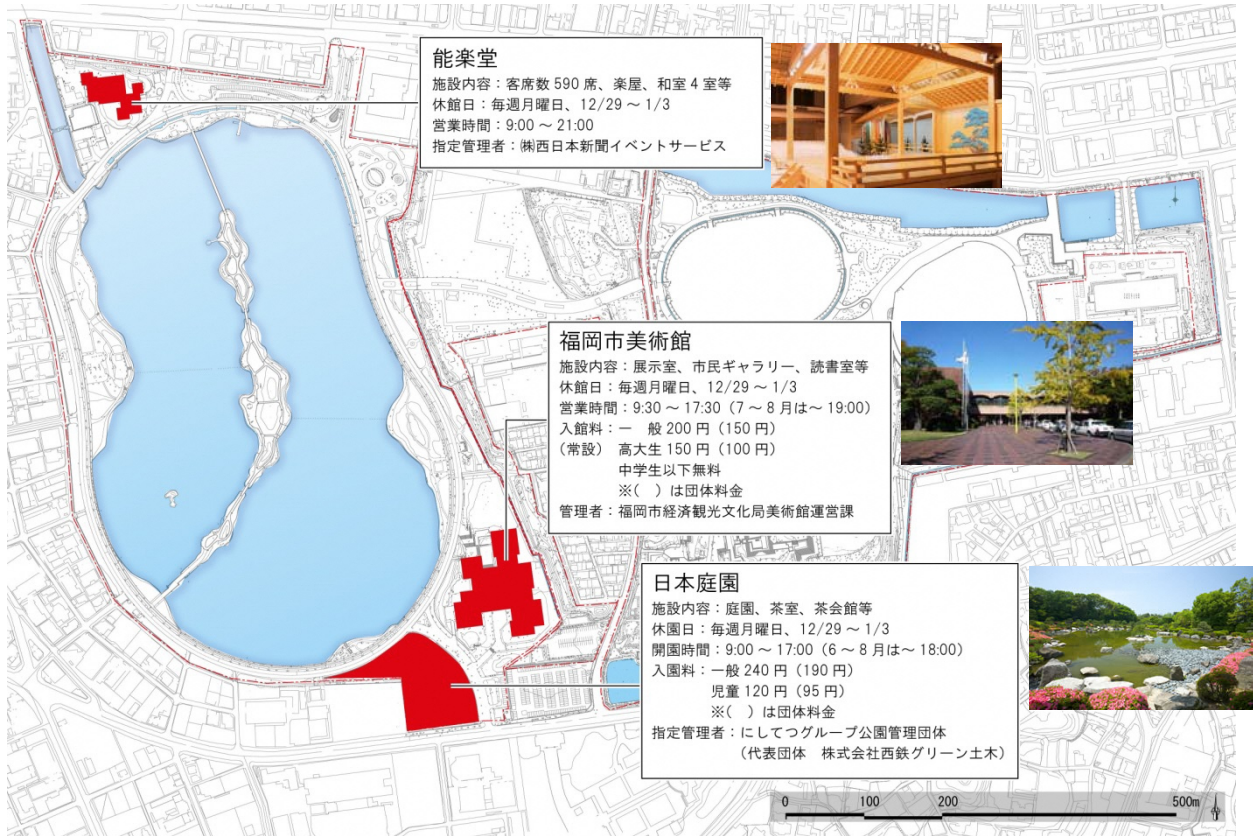 能楽堂
施設内容：客席数 590 席、楽屋、和室 4 室等
休館日：毎週月曜日、12/29 ～ 1/3
営業時間：9:00 ～ 21:00
指定管理者：㈱西日本新聞イベントサービス
福岡市美術館
施設内容：展示室、市民ギャラリー、読書室等
休館日：毎週月曜日、12/29 ～ 1/3
営業時間：9:30 ～ 17:30（7 ～ 8 月は～ 19:00）
入館料：一　般 200 円（150 円）
（常設）　高大生 150 円（100 円）
中学生以下無料
※（　）は団体料金
管理者：福岡市経済観光文化局美術館運営課
日本庭園
施設内容：庭園、茶室、茶会館等
休園日：毎週月曜日、12/29 ～ 1/3
開園時間：9:00 ～ 17:00（6 ～ 8 月は～ 18:00）
入園料：一般 240 円（190 円）
児童 120 円（95 円）
※（　）は団体料金
指定管理者：にしてつグループ公園管理団体
（代表団体　株式会社西鉄グリーン土木）
0 100 200 500m